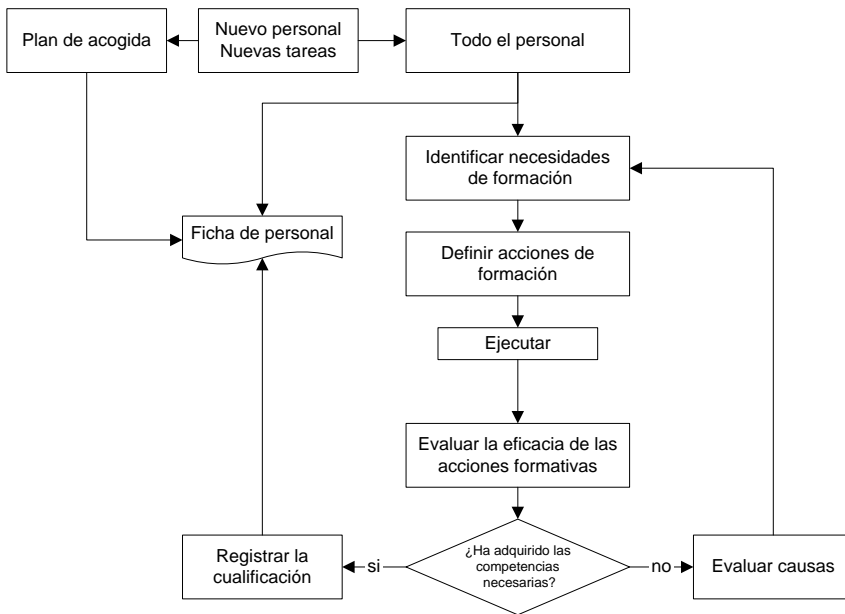 Plan de acogida
Nuevo personal
Nuevas tareas
Todo el personal
Identificar necesidades
de formación
Ficha de personal
Definir acciones de
formación
Ejecutar
Evaluar la eficacia de las
acciones formativas
¿Ha adquirido las
competencias
necesarias?
si
no
Registrar la
cualificación
Evaluar causas